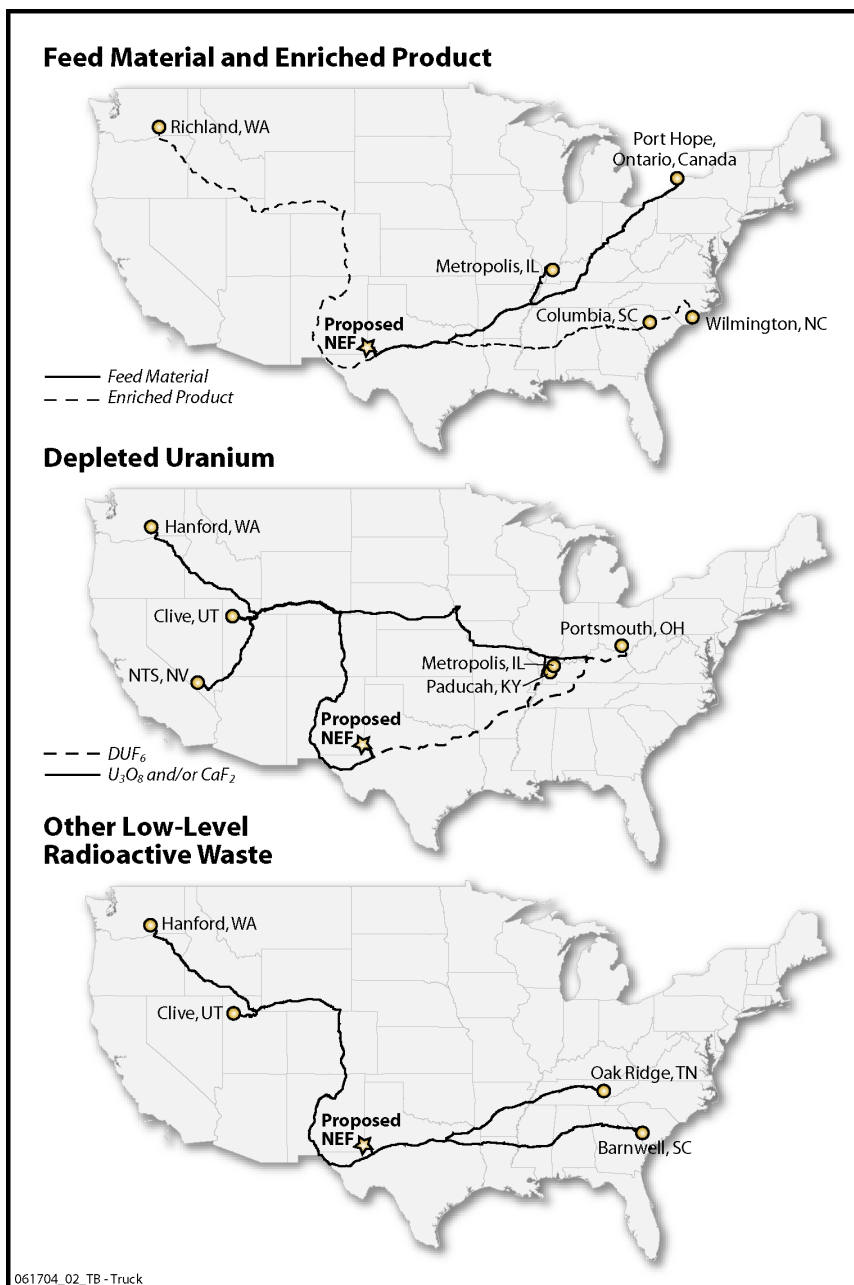 Feed Material and Enriched Product
Richland, WA
Port Hope,
Ontario, Canada
Metropolis, IL
Columbia, SC
Wilmington, NC
Proposed
NEF
Feed Material
Enriched Product
Depleted Uranium
Hanford, WA
Clive, UT
Portsmouth, OH
Metropolis, IL
NTS, NV
Paducah, KY
Proposed
NEF
DUF₆
U₃O₈ and/or CaF₂
Other Low-Level
Radioactive Waste
Hanford, WA
Clive, UT
Oak Ridge, TN
Proposed
NEF
Barnwell, SC
061704_02_TB - Truck